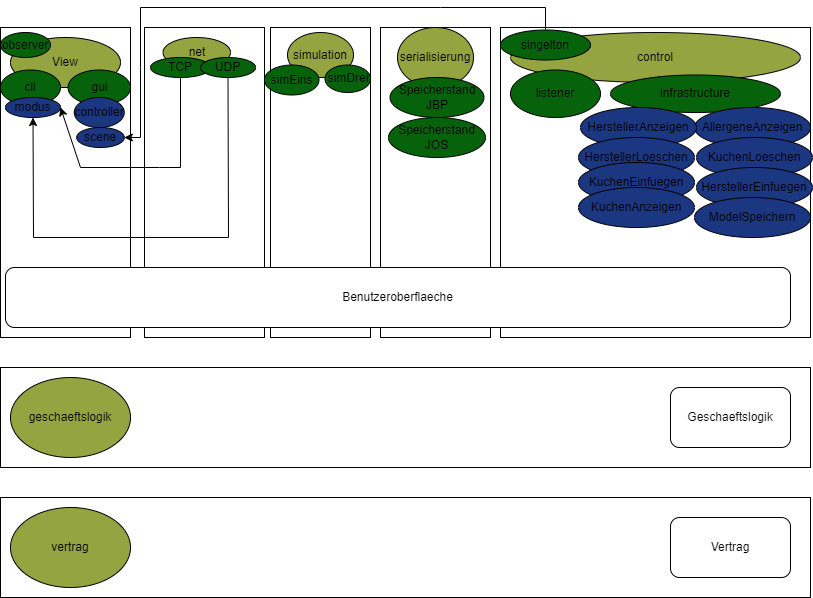 observer
View
cli
gui
modus
controller
scene
net
TCP
UDP
simulation
simEins
simDrei
serialisierung
Speicherstand
JBP
Speicherstand
JOS
singelton
control
listener
infrastructure
HerstellerAnzeigen
AllergeneAnzeigen
HerstellerLoeschen
KuchenLoeschen
KuchenEinfuegen
HerstellerEinfuegen
KuchenAnzeigen
ModelSpeichern
Benutzeroberflaeche
geschaeftslogik
Geschaeftslogik
vertrag
Vertrag